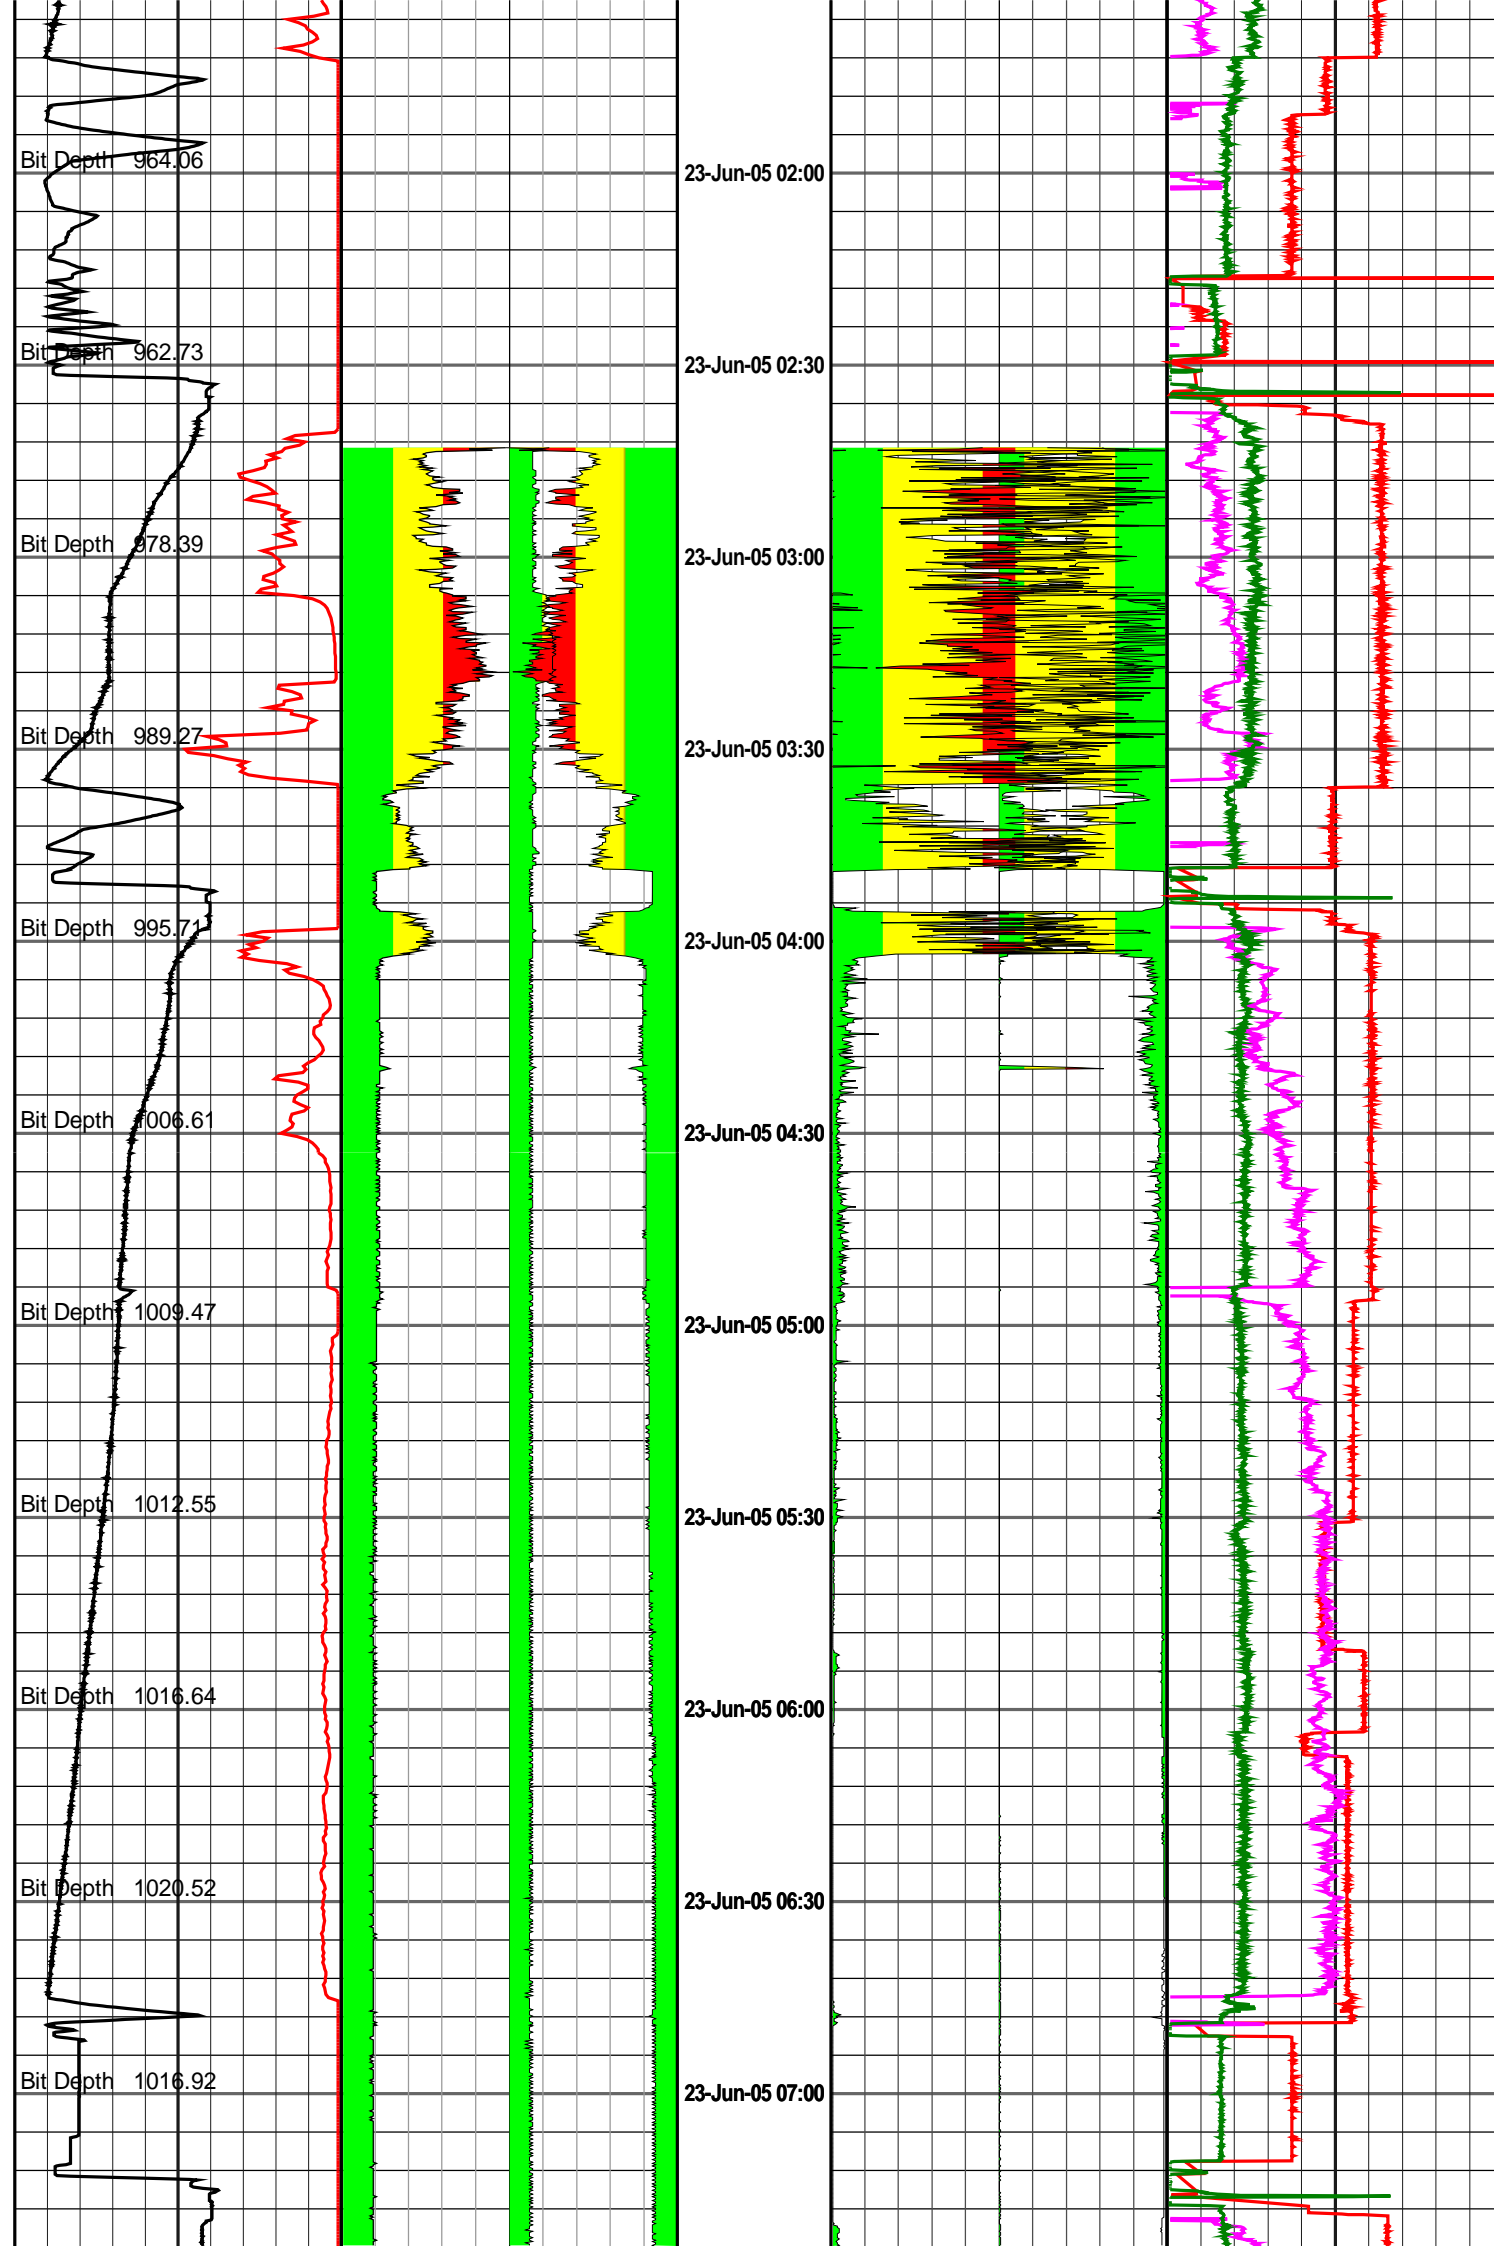 Bit Depth 964.06
23-Jun-05 02:00
Bit Depth 962.73
23-Jun-05 02:30
Bit Depth 978.39
23-Jun-05 03:00
Bit Depth 989.27
23-Jun-05 03:30
Bit Depth 995.71
23-Jun-05 04:00
Bit Depth 1006.61
23-Jun-05 04:30
Bit Depth 1009.47
23-Jun-05 05:00
Bit Depth 1012.55
23-Jun-05 05:30
Bit Depth 1016.64
23-Jun-05 06:00
Bit Depth 1020.52
23-Jun-05 06:30
Bit Depth 1016.92
23-Jun-05 07:00